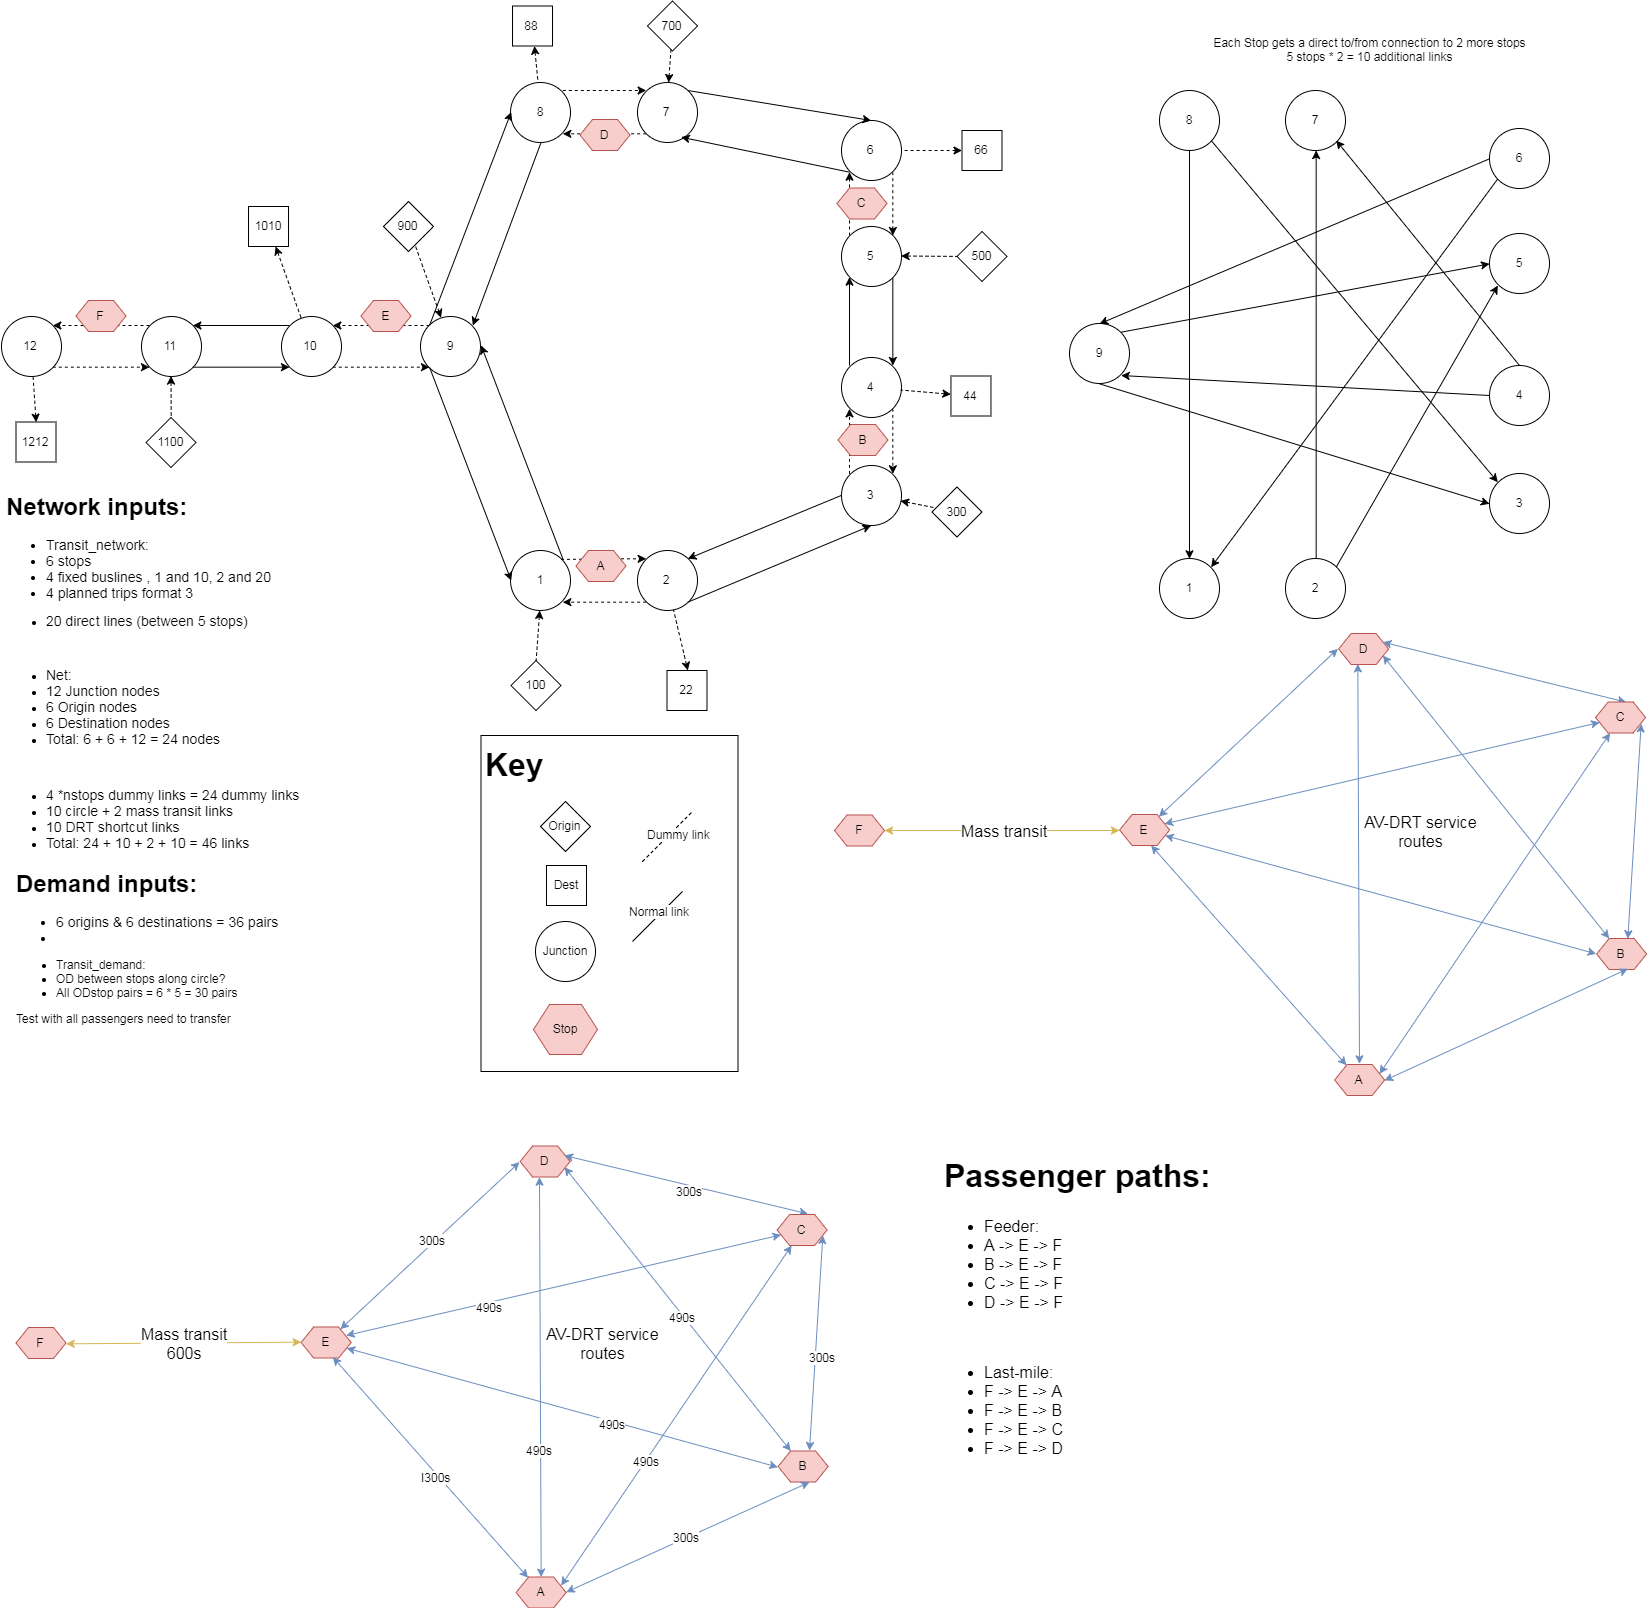 88
700
8
7
D
6
66
C
1010
900
5
500
F
E
12
11
10
9
4
44
1212
1100
B
3
300
A
1
2
100
22
Each Stop gets a direct to/from connection to 2 more stops
5 stops * 2 = 10 additional links
8
7
6
5
9
4
3
1
2
Network inputs:
Transit_network:
6 stops
4 fixed buslines , 1 and 10, 2 and 20
4 planned trips format 3
20 direct lines (between 5 stops)
Net:
12 Junction nodes
6 Origin nodes
6 Destination nodes
Total: 6 + 6 + 12 = 24 nodes
4 *nstops dummy links = 24 dummy links
10 circle + 2 mass transit links
10 DRT shortcut links
Total: 24 + 10 + 2 + 10 = 46 links
Demand inputs:
6 origins & 6 destinations = 36 pairs
Transit_demand:
OD between stops along circle?
All ODstop pairs = 6 * 5 = 30 pairs
Test with all passengers need to transfer
Key
Origin
Dummy link
Dest
Normal link
Junction
Stop
D
C
F
Mass transit
E
AV-DRT service
routes
B
A
D
300s
C
300s
490s
490s
F
Mass transit
600s
E
AV-DRT service
routes
300s
490s
490s
490s
B
I300s
300s
A
Passenger paths:
Feeder:
A -> E -> F
B -> E -> F
C -> E -> F
D -> E -> F
Last-mile:
F -> E -> A
F -> E -> B
F -> E -> C
F -> E -> D